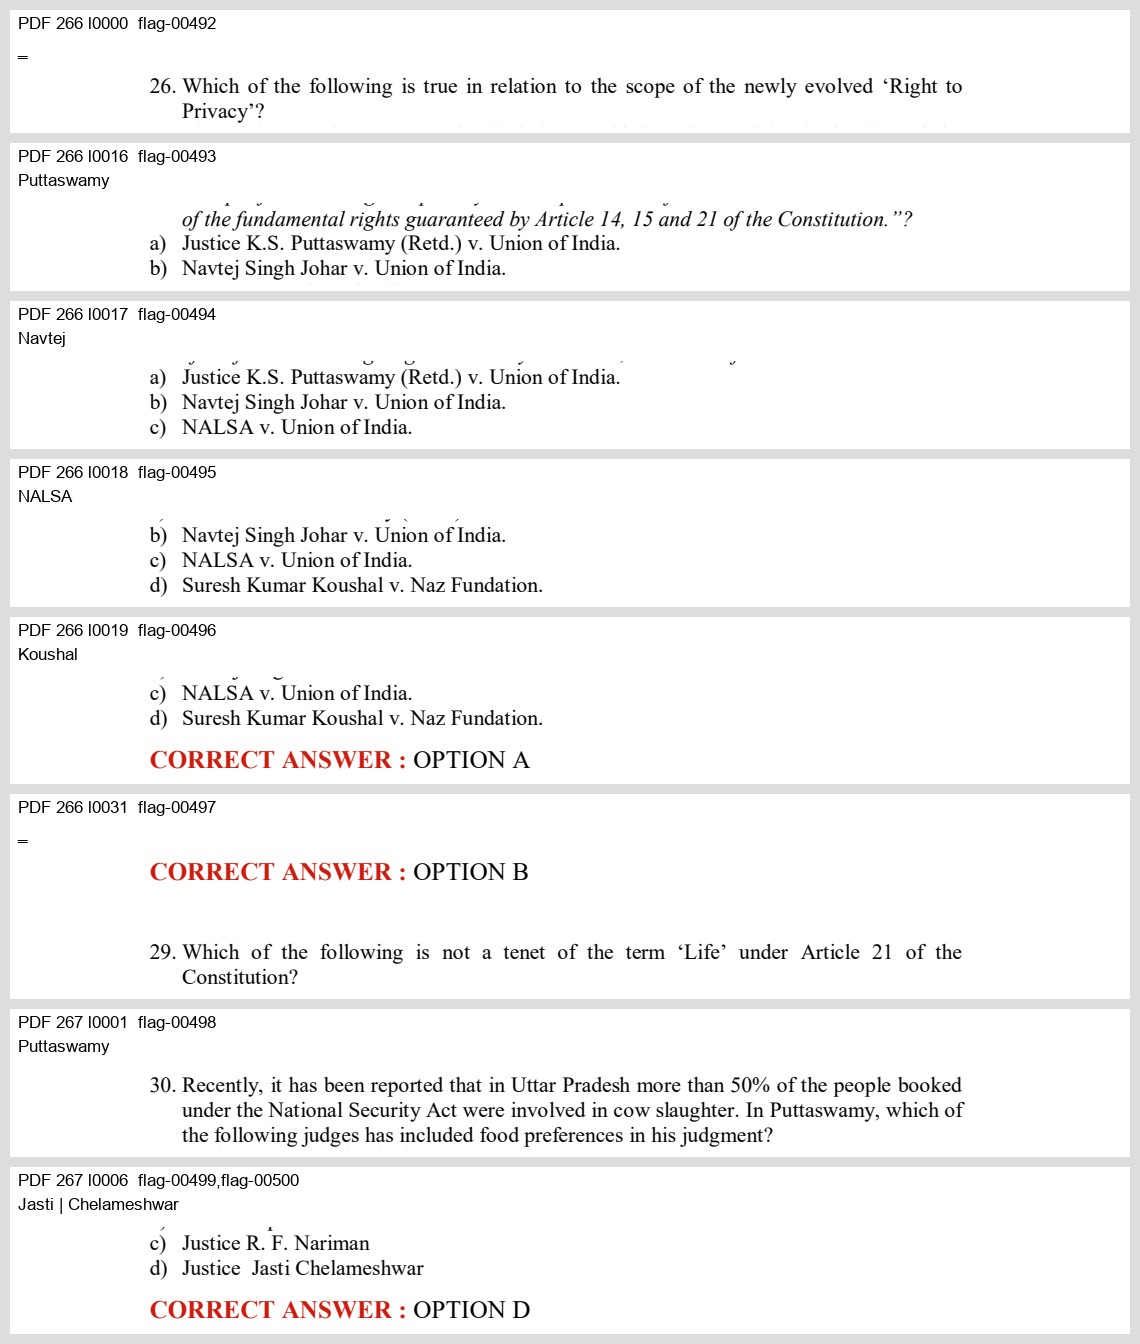 PDF 266 l0000 flag-00492
=
26. Which of the following is true in relation to the scope of the newly evolved ‘Right to
Privacy’?
PDF 266 l0016 flag-00493
Puttaswamy
of the fundamental rights guaranteed by Article 14, 15 and 21 of the Constitution.”?
a) Justice K.S. Puttaswamy (Retd.) v. Union of India.
b) Navtej Singh Johar v. Union of India.
PDF 266 l0017 flag-00494
Navtej
a) Justice K.S. Puttaswamy (Retd.) v. Union of India.
b) Navtej Singh Johar v. Union of India.
c) NALSA v. Union of India.
PDF 266 l0018 flag-00495
NALSA
b) Navtej Singh Johar v. Union of India.
c) NALSA v. Union of India.
d) Suresh Kumar Koushal v. Naz Fundation.
PDF 266 l0019 flag-00496
Koushal
c) NALSA v. Union of India.
d) Suresh Kumar Koushal v. Naz Fundation.
CORRECT ANSWER : OPTION A
PDF 266 l0031 flag-00497
=
CORRECT ANSWER : OPTION B
29. Which of the following is not a tenet of the term ‘Life’ under Article 21 of the
Constitution?
PDF 267 l0001 flag-00498
Puttaswamy
30. Recently, it has been reported that in Uttar Pradesh more than 50% of the people booked
under the National Security Act were involved in cow slaughter. In Puttaswamy, which of
the following judges has included food preferences in his judgment?
PDF 267 l0006 flag-00499,flag-00500
Jasti | Chelameshwar
c) Justice R. F. Nariman
d) Justice Jasti Chelameshwar
CORRECT ANSWER : OPTION D